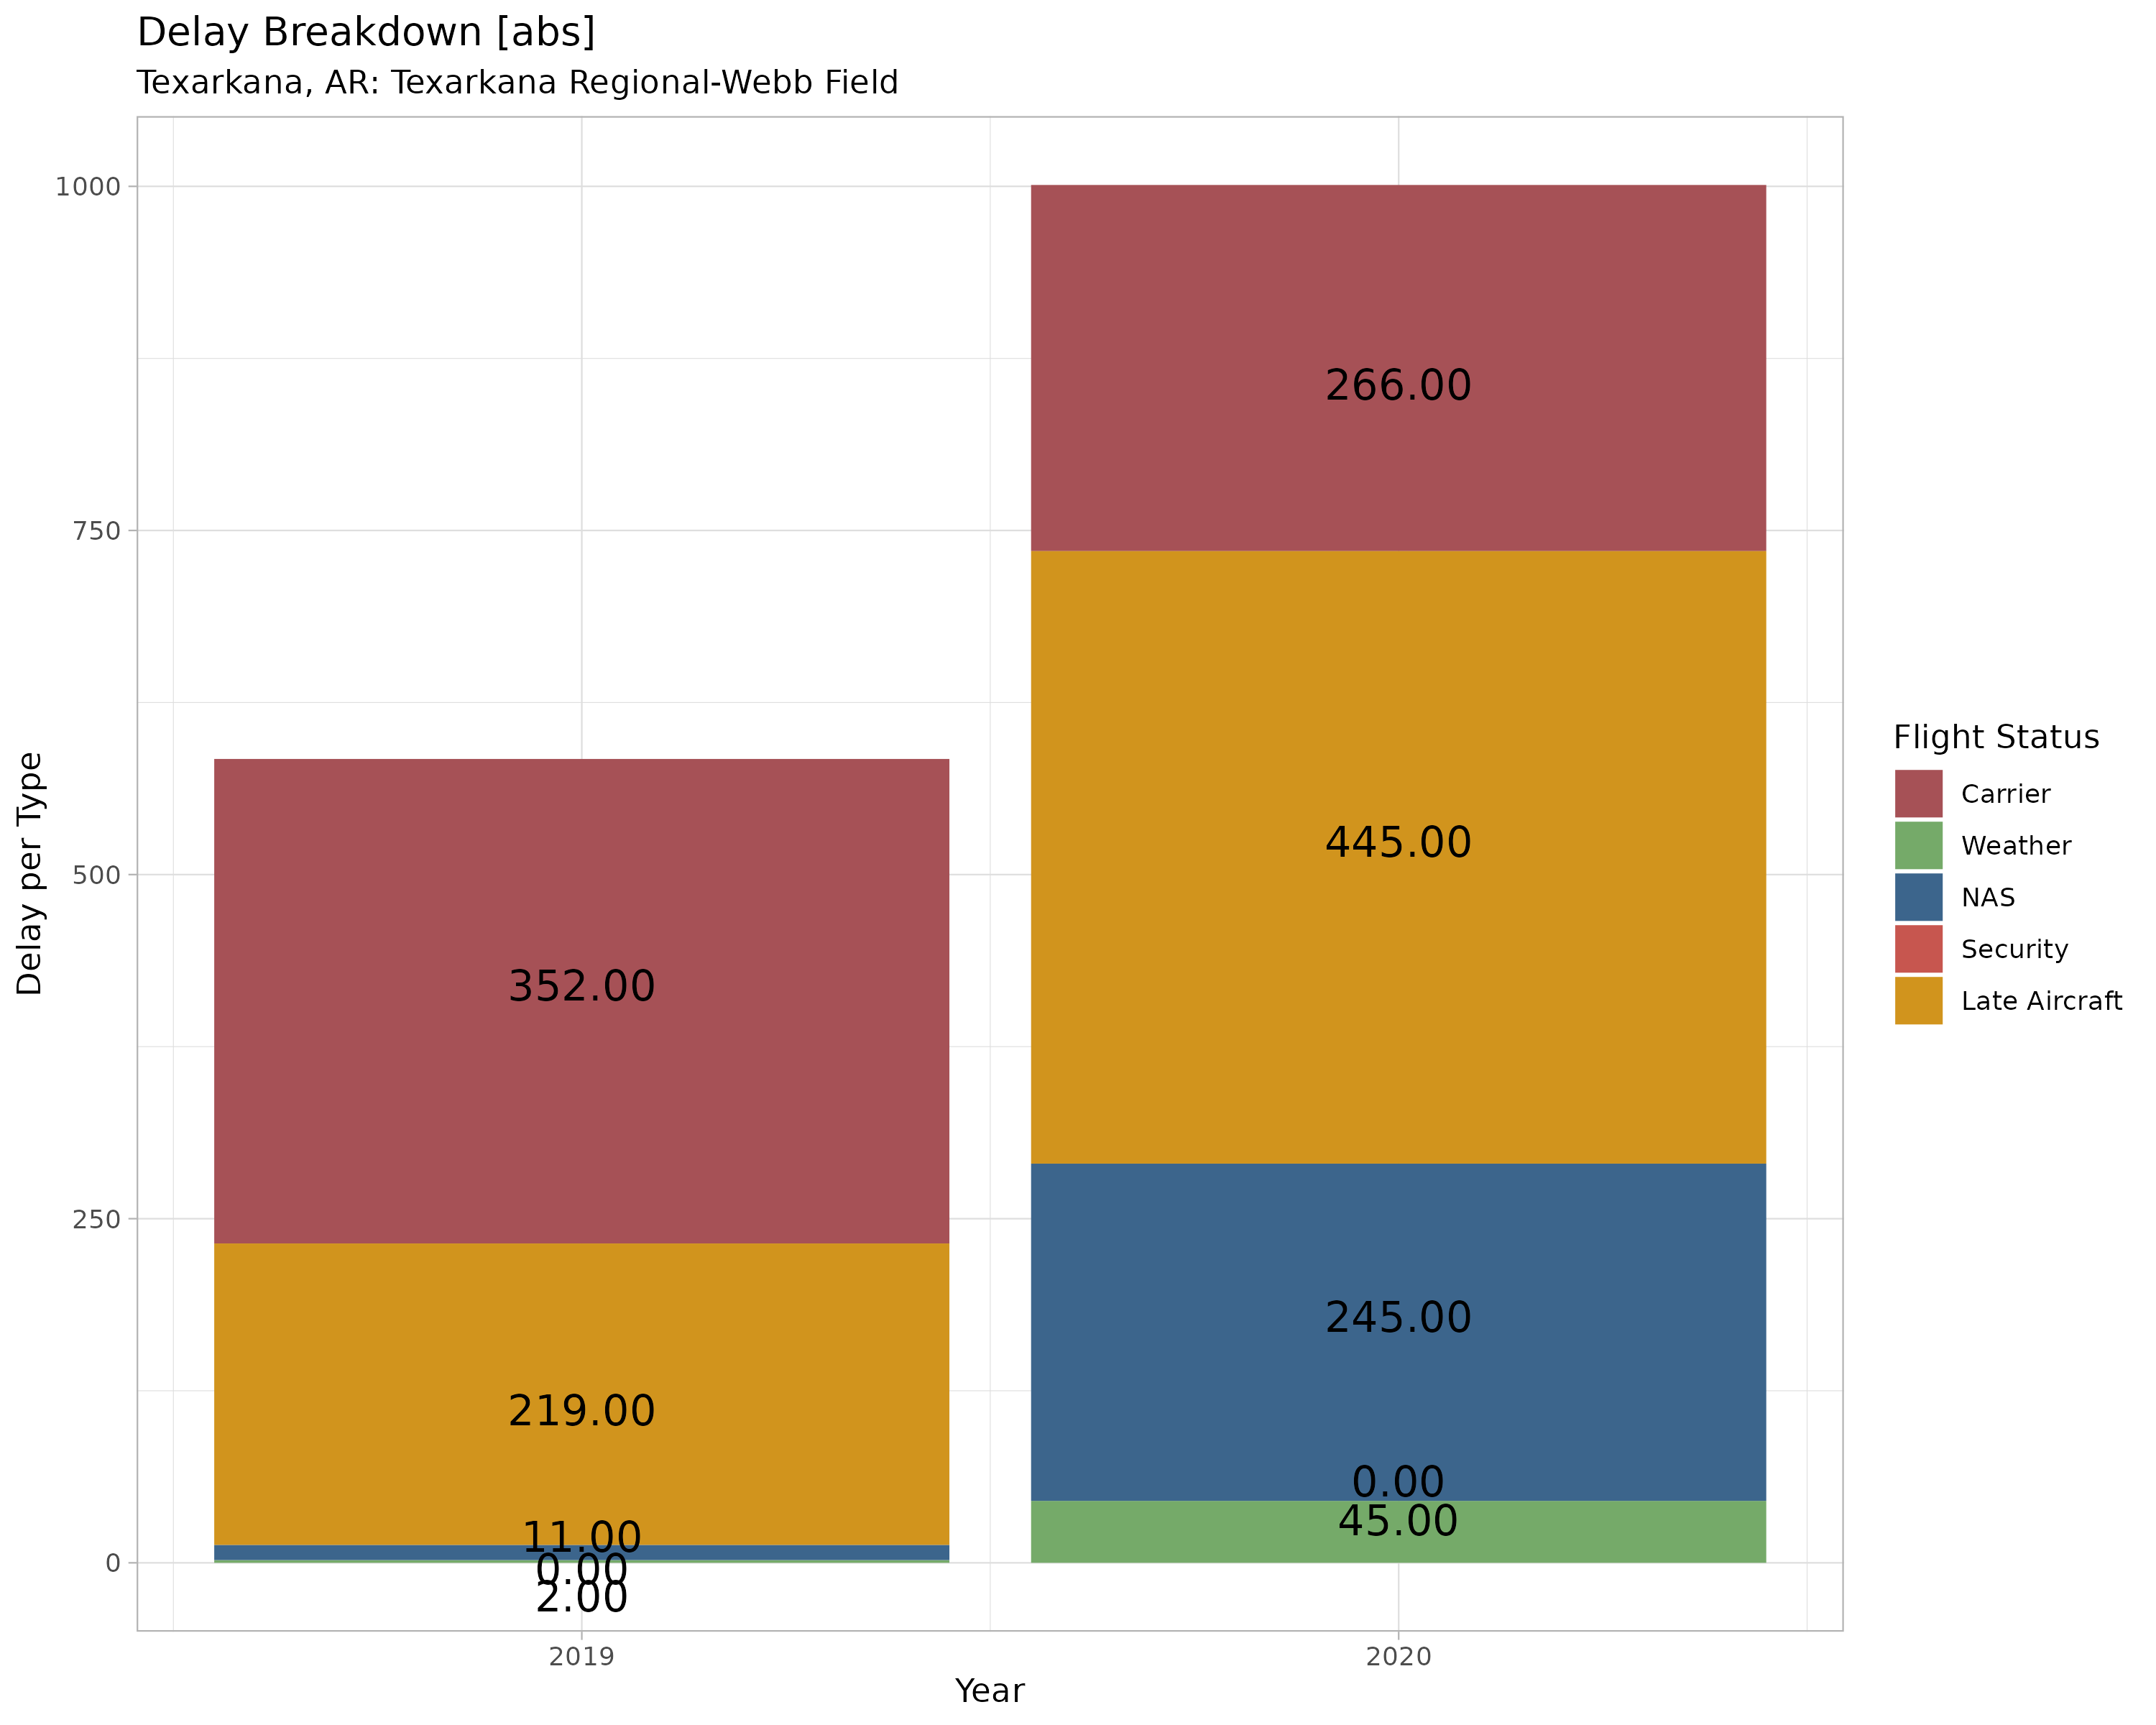 Delay Breakdown [abs]
Texarkana, AR: Texarkana Regional-Webb Field
Delay per Type
1000
750
500
250
0
352.00
219.00
11.00
0.00
2.00
266.00
445.00
245.00
0.00
45.00
2019
2020
Year
Flight Status
Carrier
Weather
NAS
Security
Late Aircraft